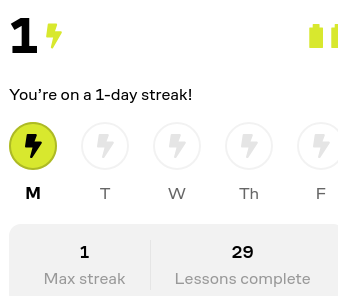 1
You’re on a 1-day streak!
M T W Th F
1 29
Max streak Lessons complete